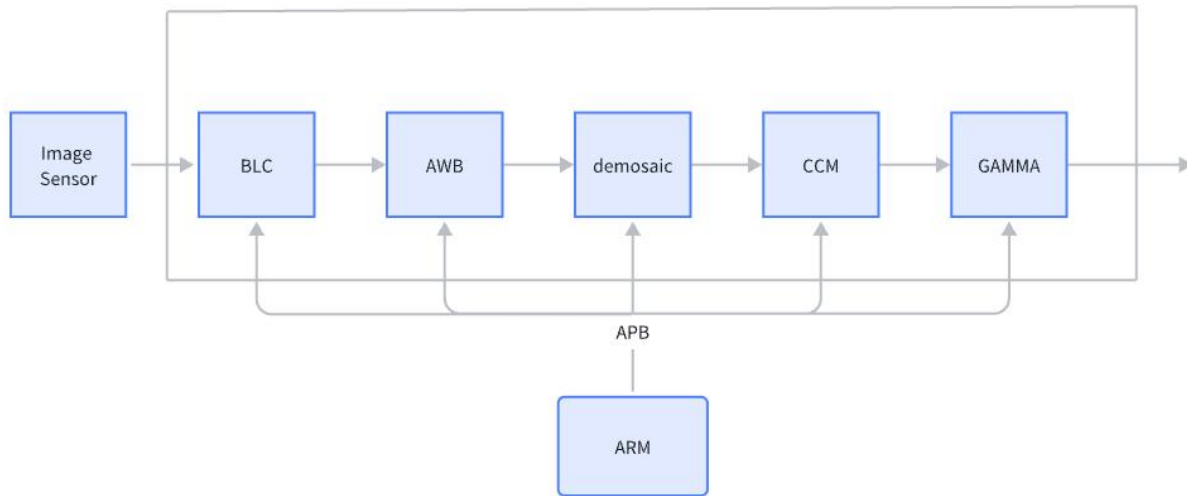 Image
Sensor
BLC
AWB
demosaic
CCM
GAMMA
APB
ARM